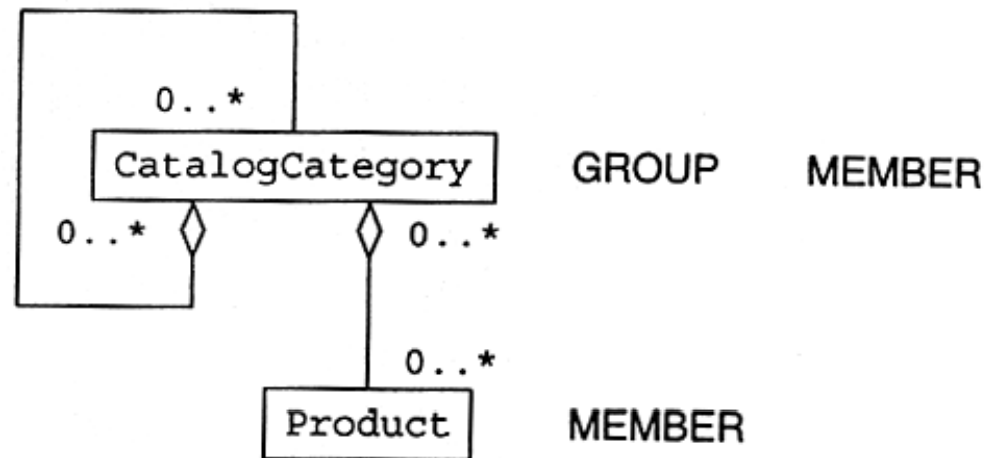 0..*
CatalogCategory GROUP MEMBER
0..* 0..*
0..*
Product MEMBER